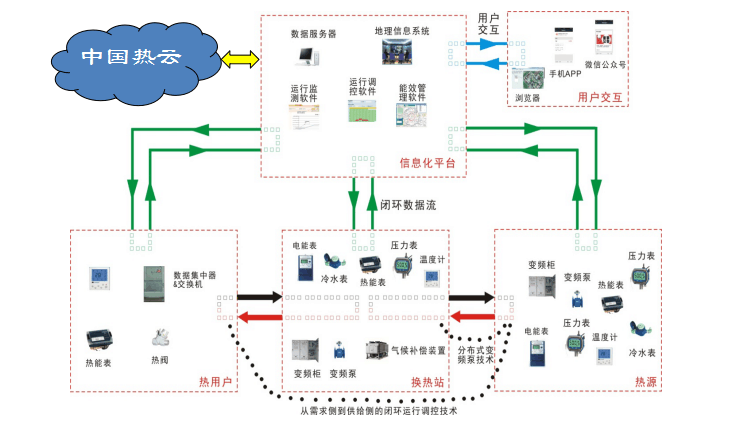 中国热云
数据服务器
地理信息系统
运行监
测软件
运行调
控软件
能效管
理软件
信息化平台
用户
交互
手机APP
微信公众号
浏览器
用户交互
闭环数据流
数据集中器
&交换机
热能表
热阀
热用户
电能表
冷水表
热能表
压力表
温度计
变频柜
变频泵
气候补偿装置
换热站
分布式变
频泵技术
变频柜
变频泵
热能表
压力表
电能表
压力表
温度计
冷水表
热源
从需求侧到供给侧的闭环运行调控技术